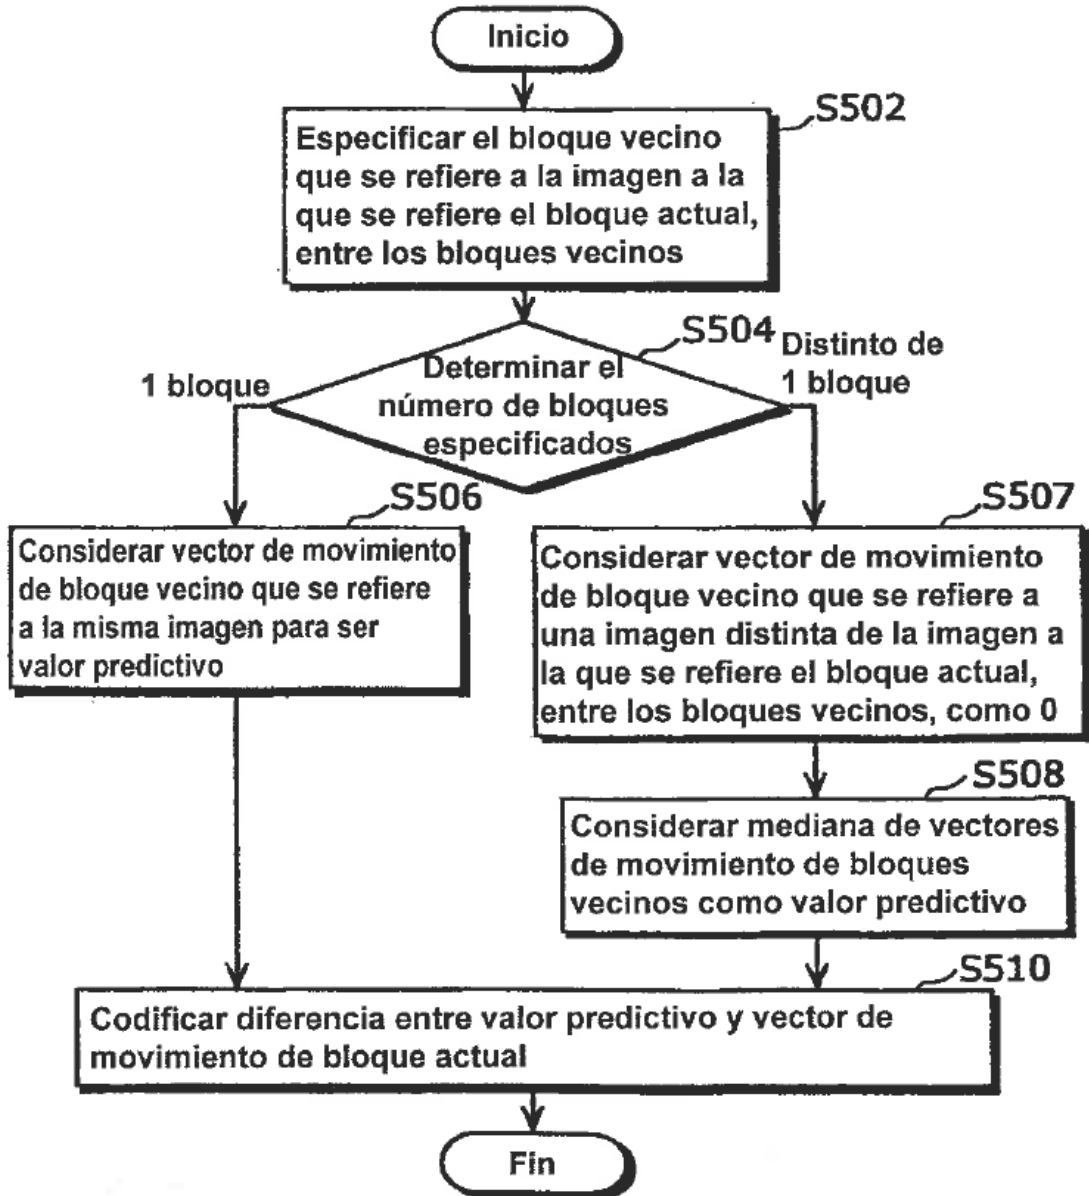 Inicio
S502
Especificar el bloque vecino
que se refiere a la imagen a la
que se refiere el bloque actual,
entre los bloques vecinos
S504
Distinto de
1 bloque
1 bloque
Determinar el
número de bloques
especificados
S506
Considerar vector de movimiento
de bloque vecino que se refiere
a la misma imagen para ser
valor predictivo
S507
Considerar vector de movimiento
de bloque vecino que se refiere a
una imagen distinta de la imagen a
la que se refiere el bloque actual,
entre los bloques vecinos, como 0
S508
Considerar mediana de vectores
de movimiento de bloques
vecinos como valor predictivo
S510
Codificar diferencia entre valor predictivo y vector de
movimiento de bloque actual
Fin